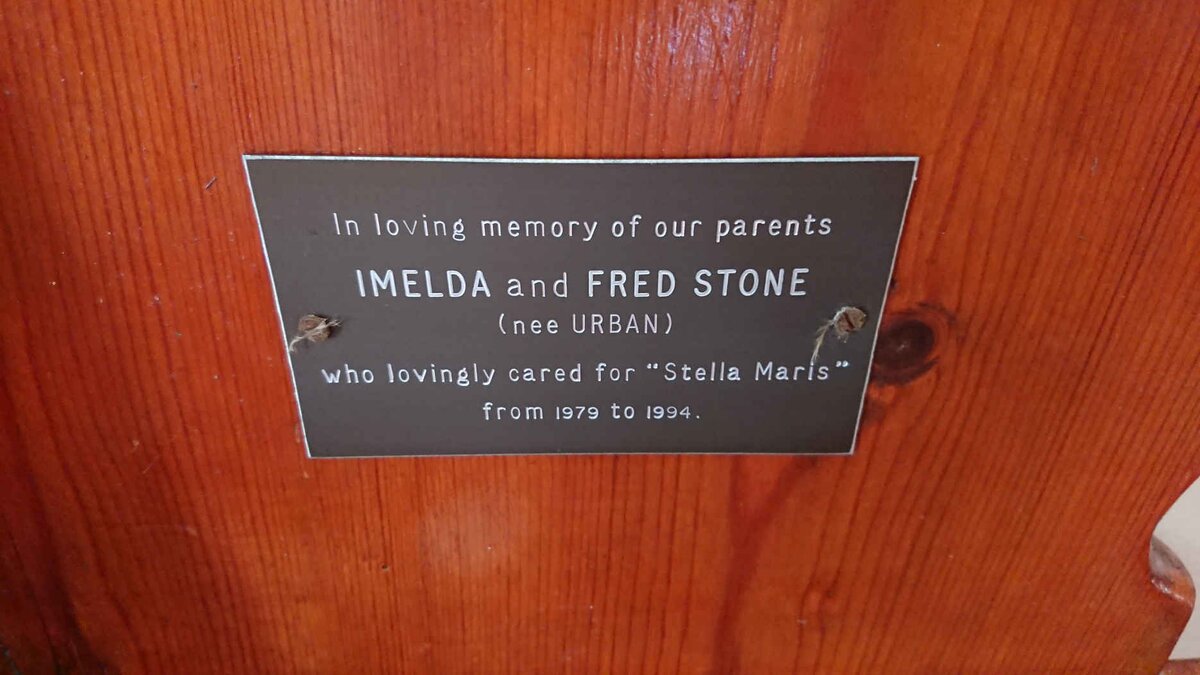 In loving memory of our parents
IMELDA and FRED STONE
(nee URBAN)
who lovingly cared for “Stella Maris”
from 1979 to 1994.